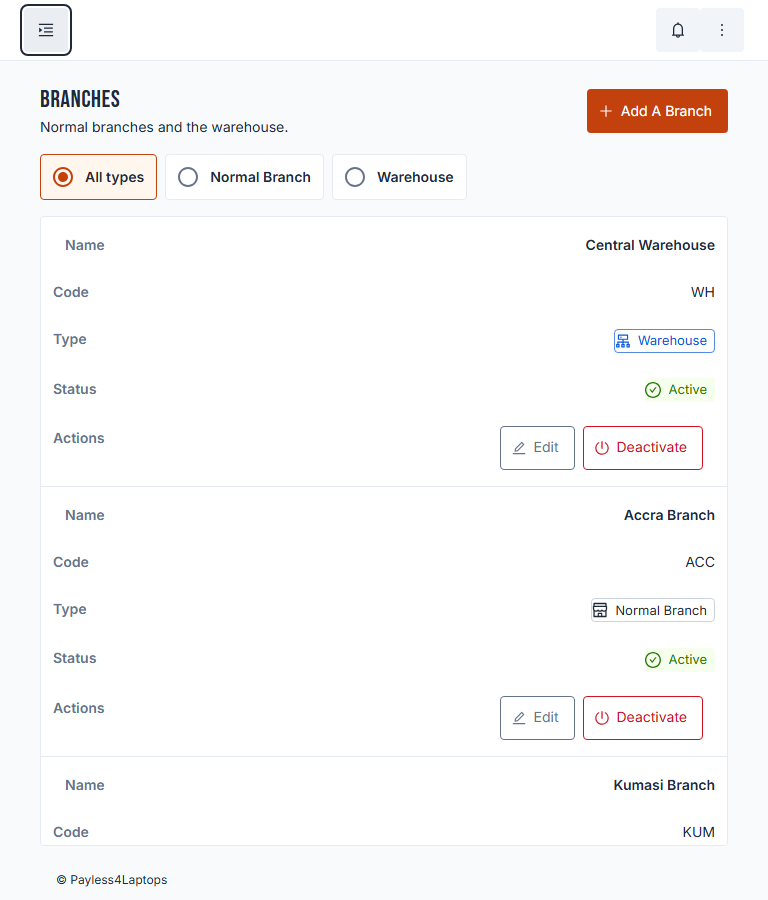 BRANCHES
Normal branches and the warehouse.
Add A Branch
All types
Normal Branch
Warehouse
Name Central Warehouse
Code WH
Type Warehouse
Status Active
Actions Edit Deactivate
Name Accra Branch
Code ACC
Type Normal Branch
Status Active
Actions Edit Deactivate
Name Kumasi Branch
Code KUM
© Payless4Laptops